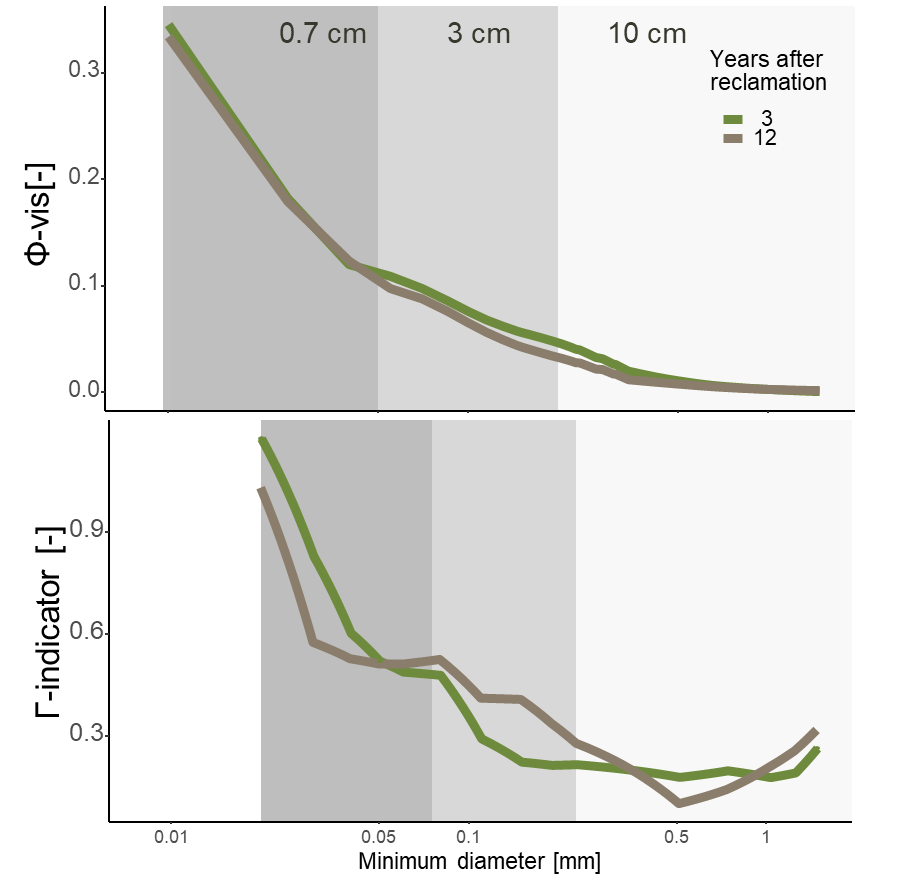 0.7 cm 3 cm 10 cm
Years after
reclamation
3
12
Φ-vis[-]
0.3
0.2
0.1
0.0
Γ-indicator [-]
0.9
0.6
0.3
0.01 0.05 0.1 0.5 1
Minimum diameter [mm]